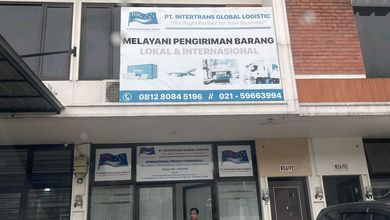 IGL
PT. INTERTRANS GLOBAL LOGISTIC
"The Right Partner for Your Business"
MELAYANI PENGIRIMAN BARANG
LOKAL & INTERNASIONAL
0812 8084 5196 // 021 - 59663994
PT. INTERTRANS GLOBAL LOGISTIC
INTERNATIONAL FREIGHT FORWARDING